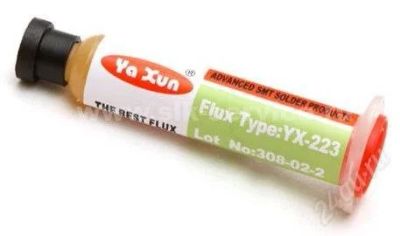 Ya Xun ®
THE BEST FLUX
ADVANCED SMT SOLDER PRODUCT.
Flux Type:YX-223
Lot No:308-02-2